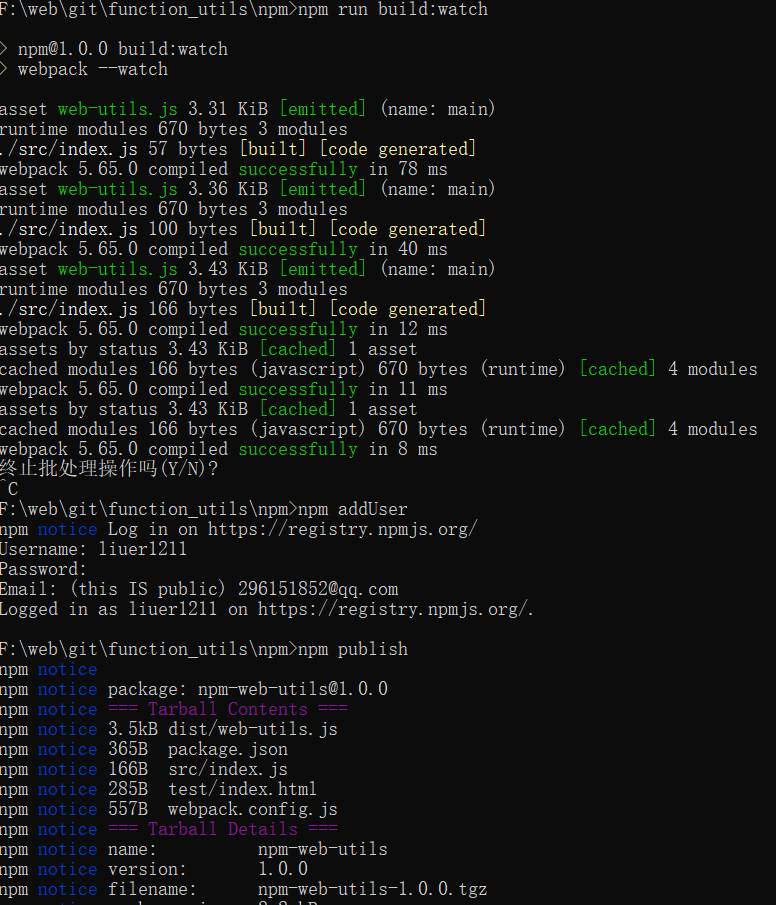 F:\web\git\function_utils\npm>npm run build:watch
> npm@1.0.0 build:watch
> webpack --watch
asset web-utils.js 3.31 KiB [emitted] (name: main)
runtime modules 670 bytes 3 modules
./src/index.js 57 bytes [built] [code generated]
webpack 5.65.0 compiled successfully in 78 ms
asset web-utils.js 3.36 KiB [emitted] (name: main)
runtime modules 670 bytes 3 modules
./src/index.js 100 bytes [built] [code generated]
webpack 5.65.0 compiled successfully in 40 ms
asset web-utils.js 3.43 KiB [emitted] (name: main)
runtime modules 670 bytes 3 modules
./src/index.js 166 bytes [built] [code generated]
webpack 5.65.0 compiled successfully in 12 ms
assets by status 3.43 KiB [cached] 1 asset
cached modules 166 bytes (javascript) 670 bytes (runtime) [cached] 4 modules
webpack 5.65.0 compiled successfully in 11 ms
assets by status 3.43 KiB [cached] 1 asset
cached modules 166 bytes (javascript) 670 bytes (runtime) [cached] 4 modules
webpack 5.65.0 compiled successfully in 8 ms
终止批处理操作吗(Y/N)?
^C
F:\web\git\function_utils\npm>npm addUser
npm notice Log in on https://registry.npmjs.org/
Username: liuer1211
Password:
Email: (this IS public) 296151852@qq.com
Logged in as liuer1211 on https://registry.npmjs.org/.
F:\web\git\function_utils\npm>npm publish
npm notice
npm notice package: npm-web-utils@1.0.0
npm notice === Tarball Contents ===
npm notice 3.5kB dist/web-utils.js
npm notice 365B package.json
npm notice 166B src/index.js
npm notice 285B test/index.html
npm notice 557B webpack.config.js
npm notice === Tarball Details ===
npm notice name: npm-web-utils
npm notice version: 1.0.0
npm notice filename: npm-web-utils-1.0.0.tgz